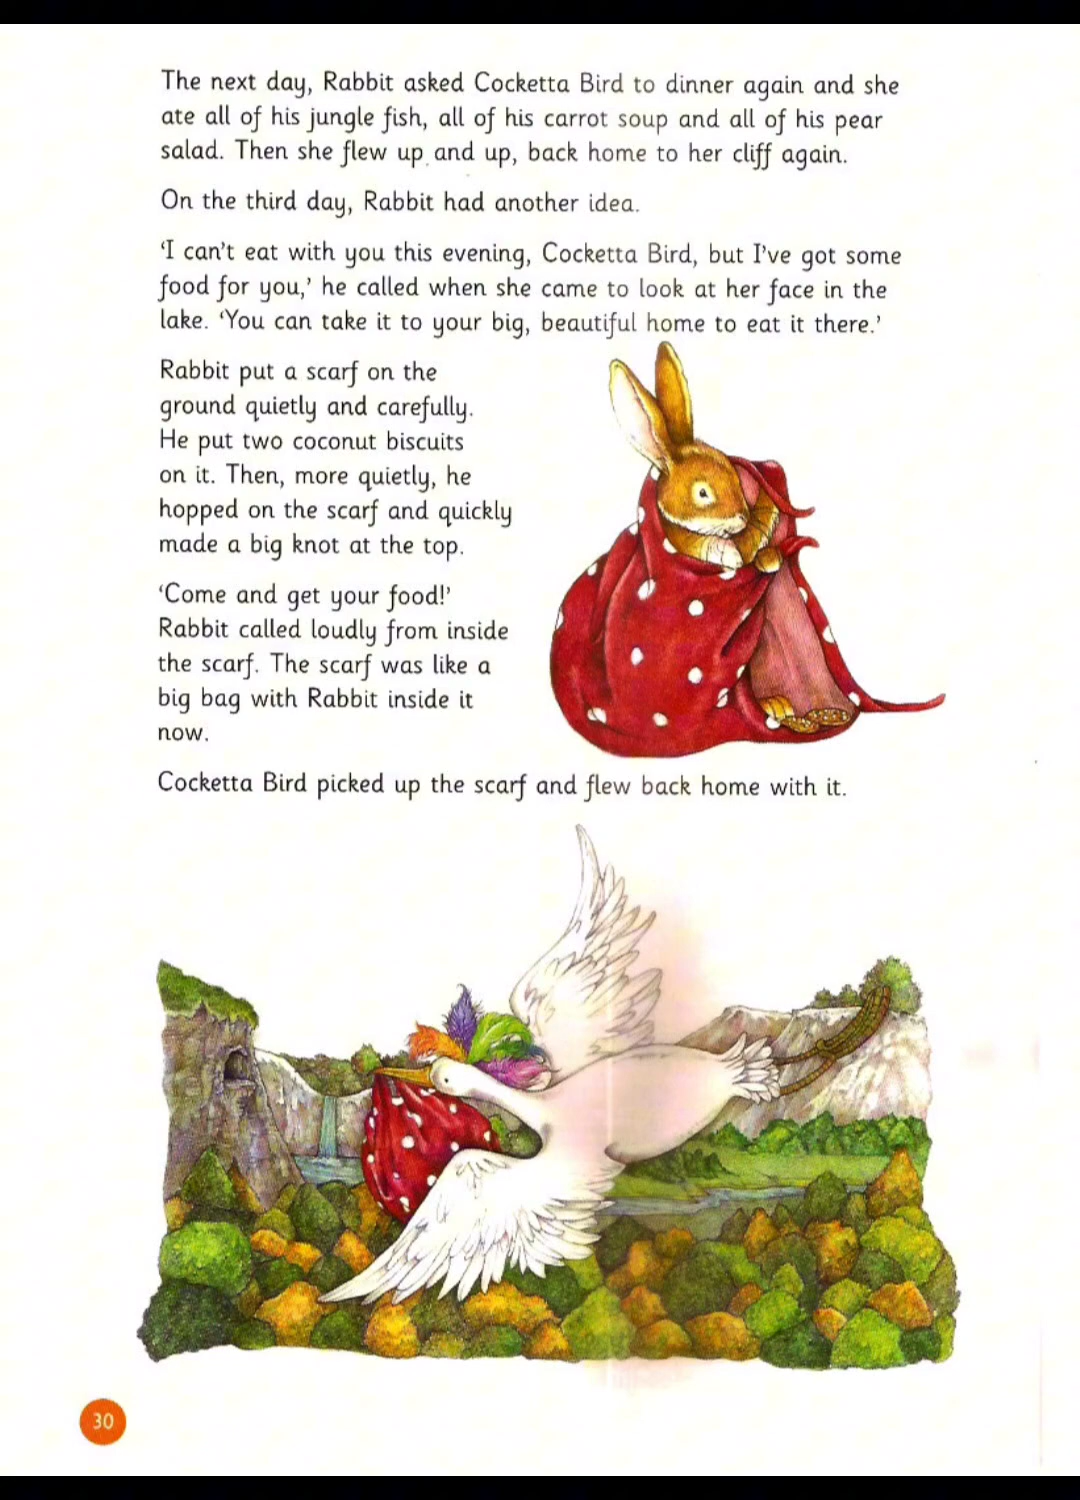 The next day, Rabbit asked Cocketta Bird to dinner again and she
ate all of his jungle fish, all of his carrot soup and all of his pear
salad. Then she flew up and up, back home to her cliff again.
On the third day, Rabbit had another idea.
‘I can’t eat with you this evening, Cocketta Bird, but I’ve got some
food for you,’ he called when she came to look at her face in the
lake. ‘You can take it to your big, beautiful home to eat it there.’
Rabbit put a scarf on the
ground quietly and carefully.
He put two coconut biscuits
on it. Then, more quietly, he
hopped on the scarf and quickly
made a big knot at the top.
‘Come and get your food!’
Rabbit called loudly from inside
the scarf. The scarf was like a
big bag with Rabbit inside it
now.
Cocketta Bird picked up the scarf and flew back home with it.
30